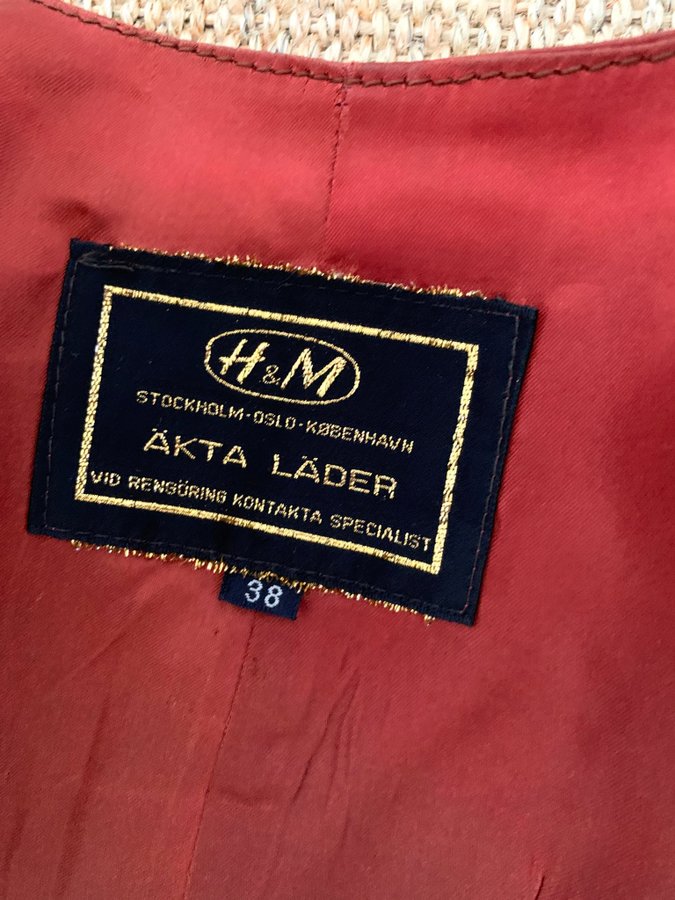 H&M
STOCKHOLM-OSLO-KØBENHAVN
ÄKTA LÄDER
VID RENGÖRING KONTAKTA SPECIALIST
38